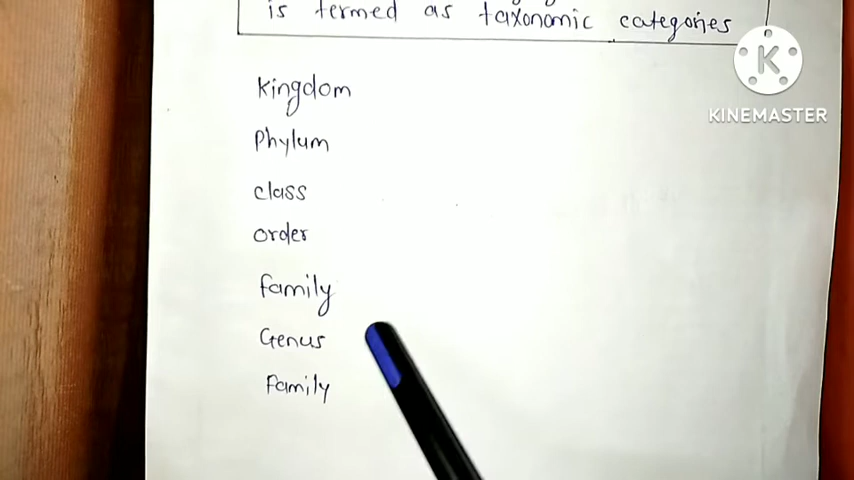 is termed as taxonomic categories
Kingdom
Phylum
class
order
family
Genus
Family
K
KINEMASTER